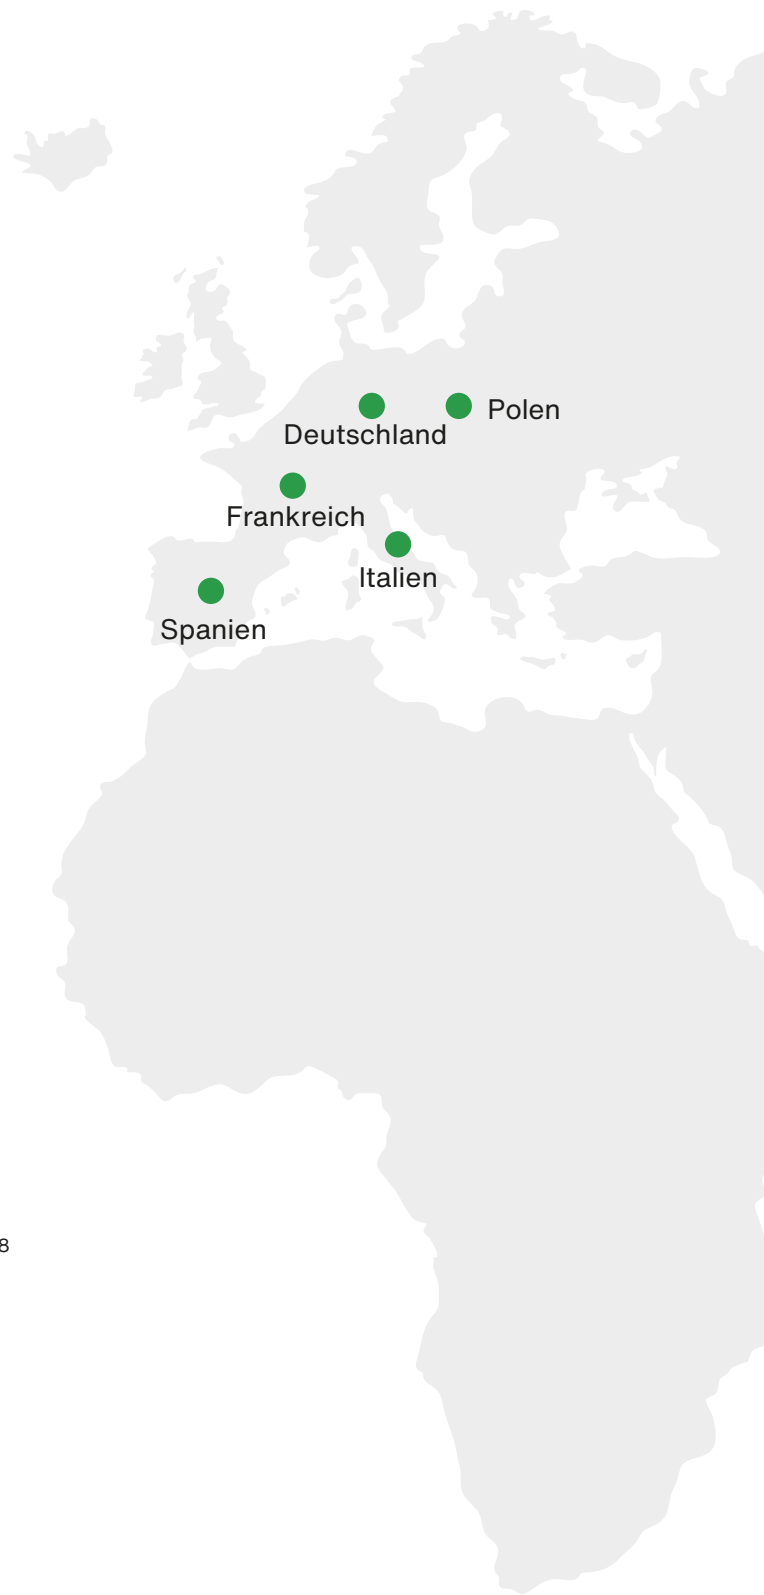 Polen
Deutschland
Frankreich
Italien
Spanien
8